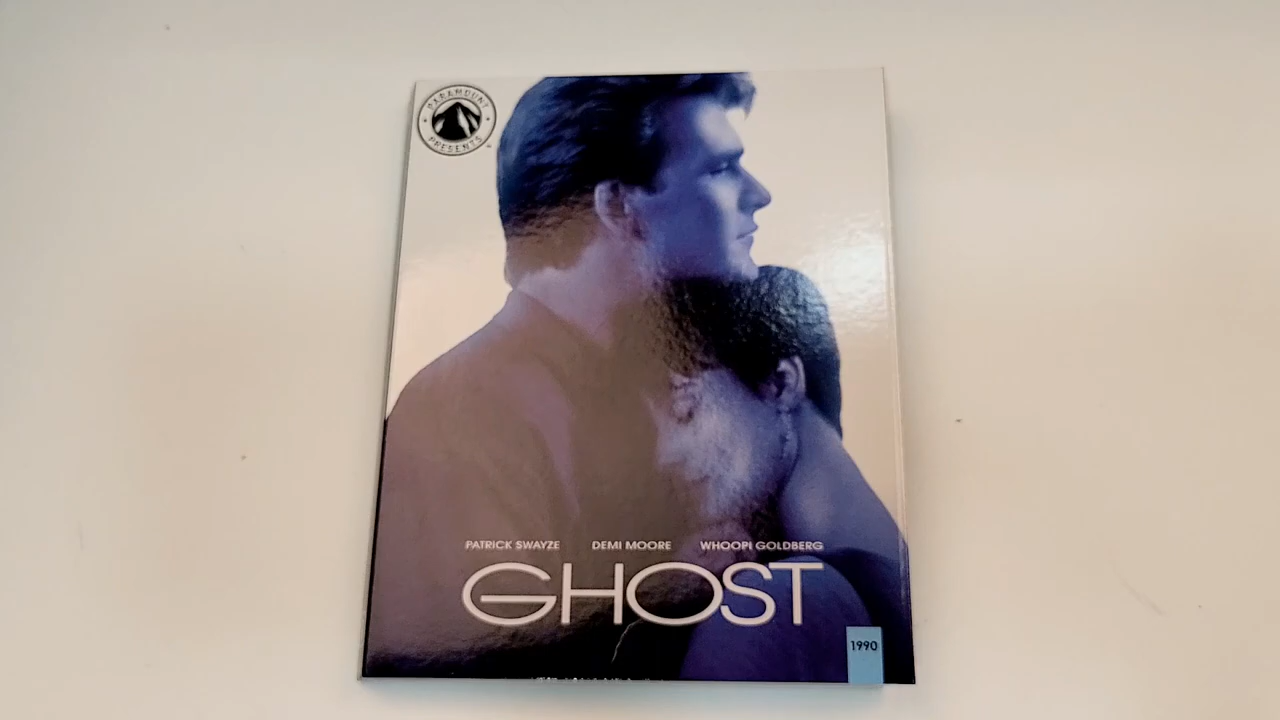 PARAMOUNT
PRESENTS
PATRICK SWAYZE DEMI MOORE WHOOPI GOLDBERG
GHOST
1990